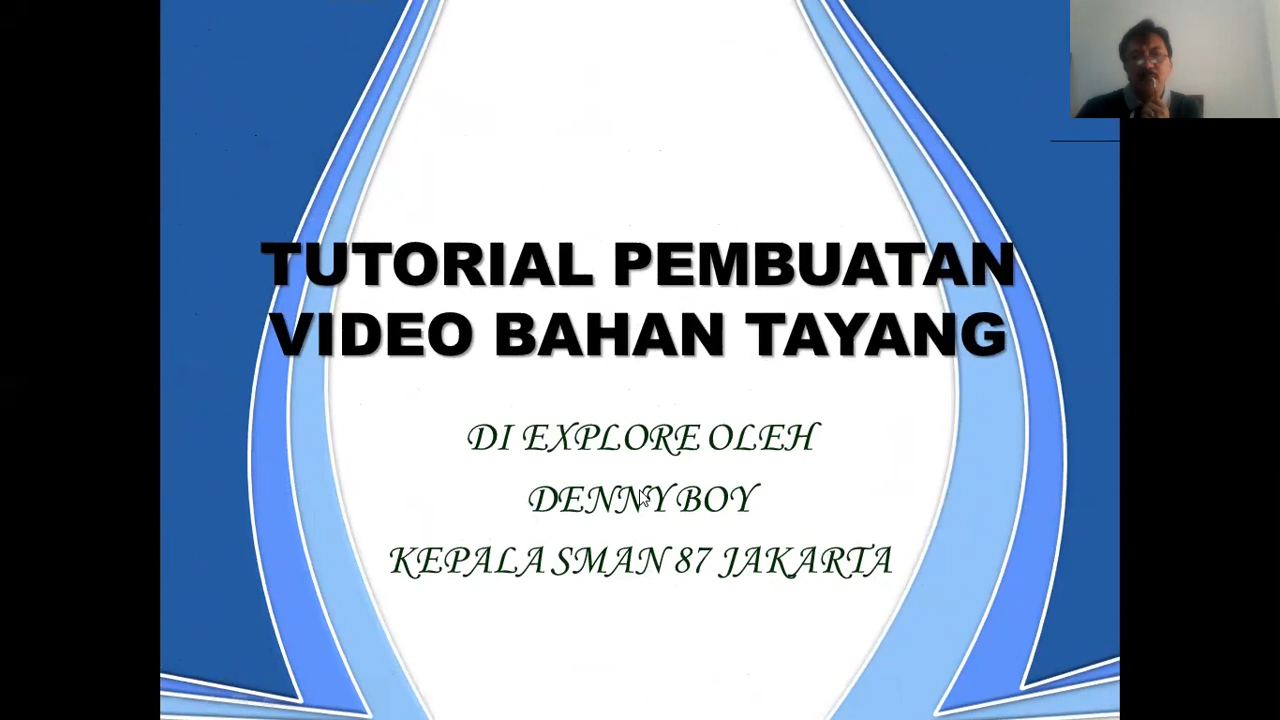 TUTORIAL PEMBUATAN
VIDEO BAHAN TAYANG
DI EXPLORE OLEH
DENNY BOY
KEPALA SMAN 87 JAKARTA